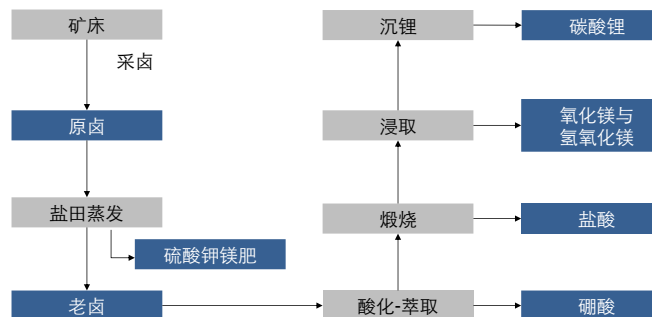 矿床
采卤
原卤
盐田蒸发
硫酸钾镁肥
老卤
沉锂
碳酸锂
浸取
氧化镁与
氢氧化镁
煅烧
盐酸
酸化-萃取
硼酸